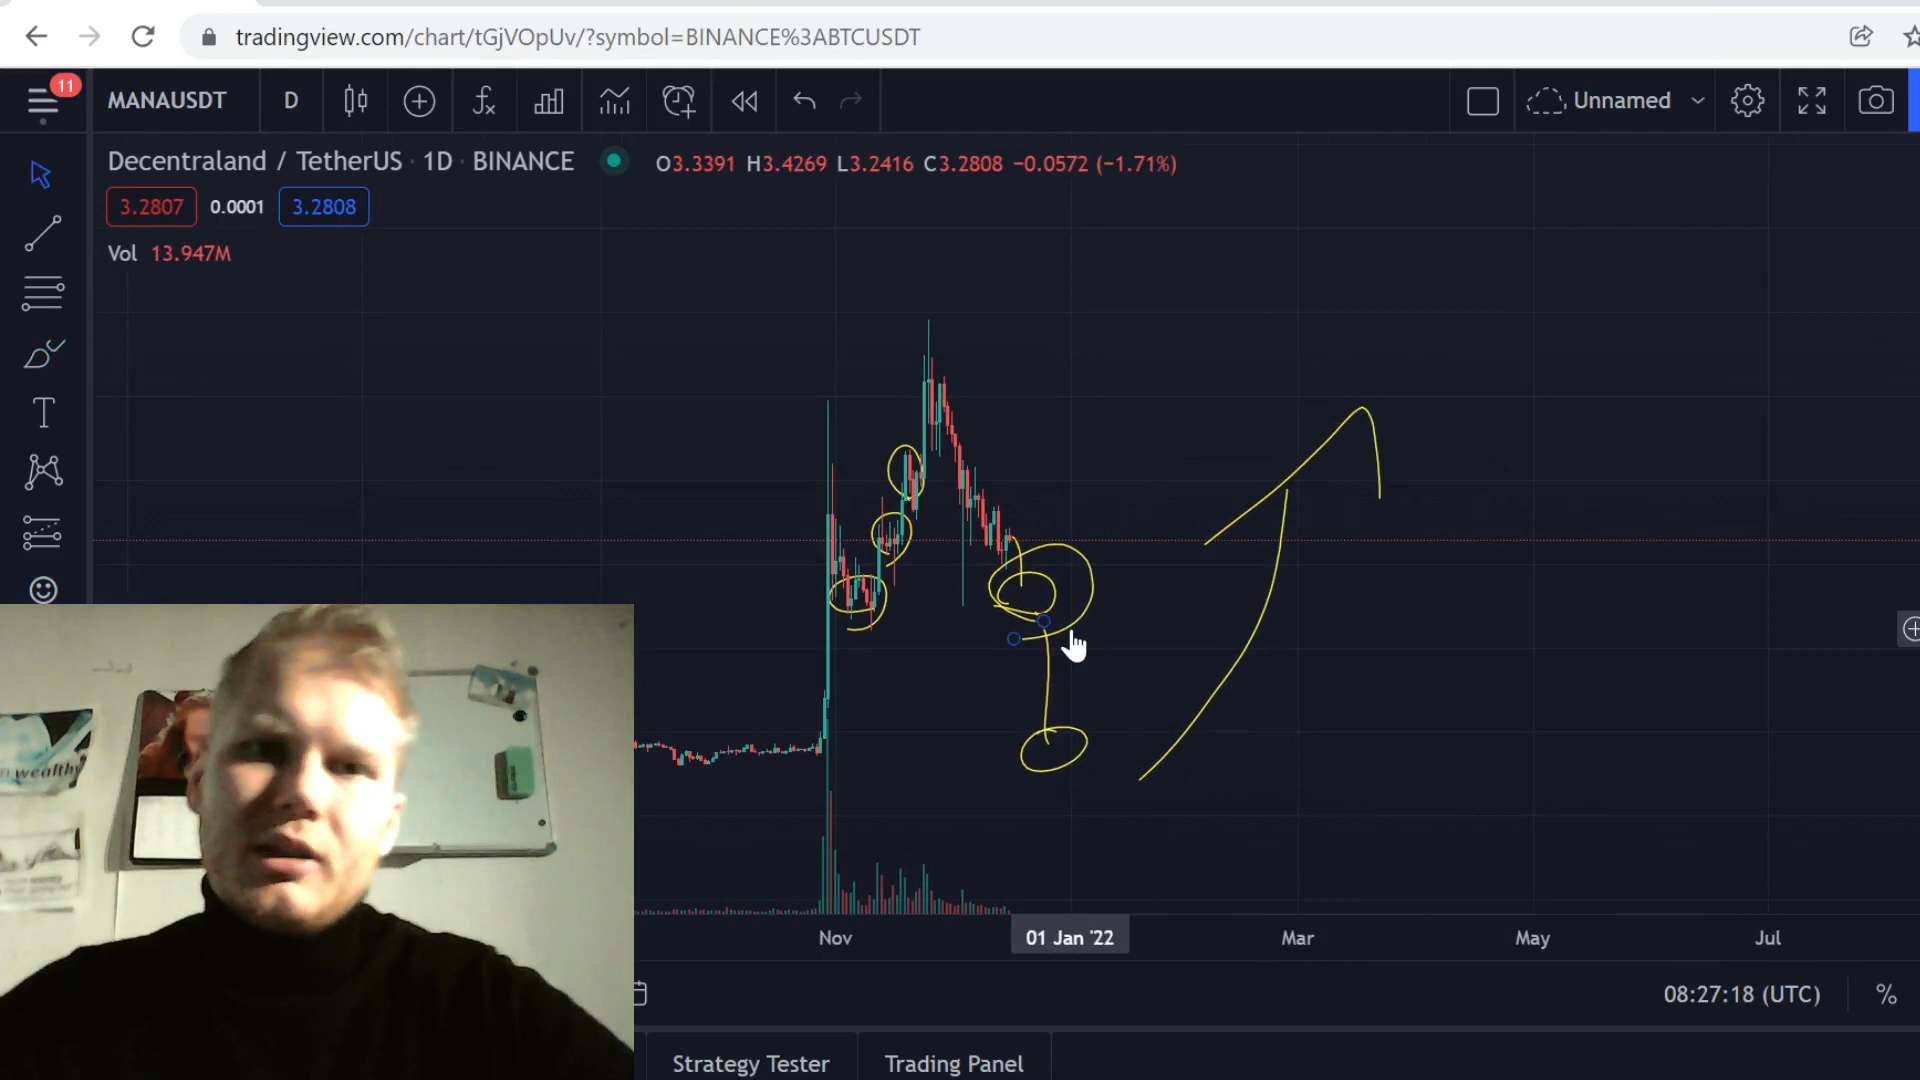 tradingview.com/chart/tGjVOpUv/?symbol=BINANCE%3ABTCUSDT
11
MANAUSDT D Unnamed
Decentraland / TetherUS · 1D · BINANCE O3.3391 H3.4269 L3.2416 C3.2808 −0.0572 (−1.71%)
3.2807 0.0001 3.2808
Vol 13.947M
wealthy
Nov 01 Jan '22 Mar May Jul
08:27:18 (UTC) %
Strategy Tester Trading Panel